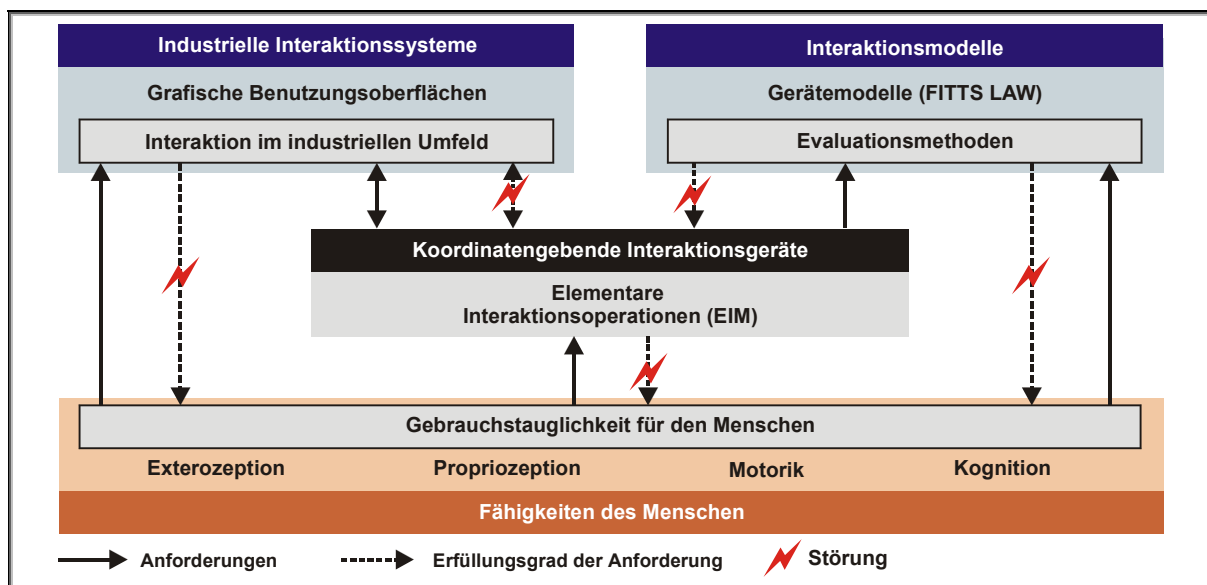 Industrielle Interaktionssysteme
Grafische Benutzungsoberflächen
Interaktion im industriellen Umfeld
Interaktionsmodelle
Gerätemodelle (FITTS LAW)
Evaluationsmethoden
Koordinatengebende Interaktionsgeräte
Elementare
Interaktionsoperationen (EIM)
Gebrauchstauglichkeit für den Menschen
Exterozeption Propriozeption Motorik Kognition
Fähigkeiten des Menschen
Anforderungen Erfüllungsgrad der Anforderung Störung